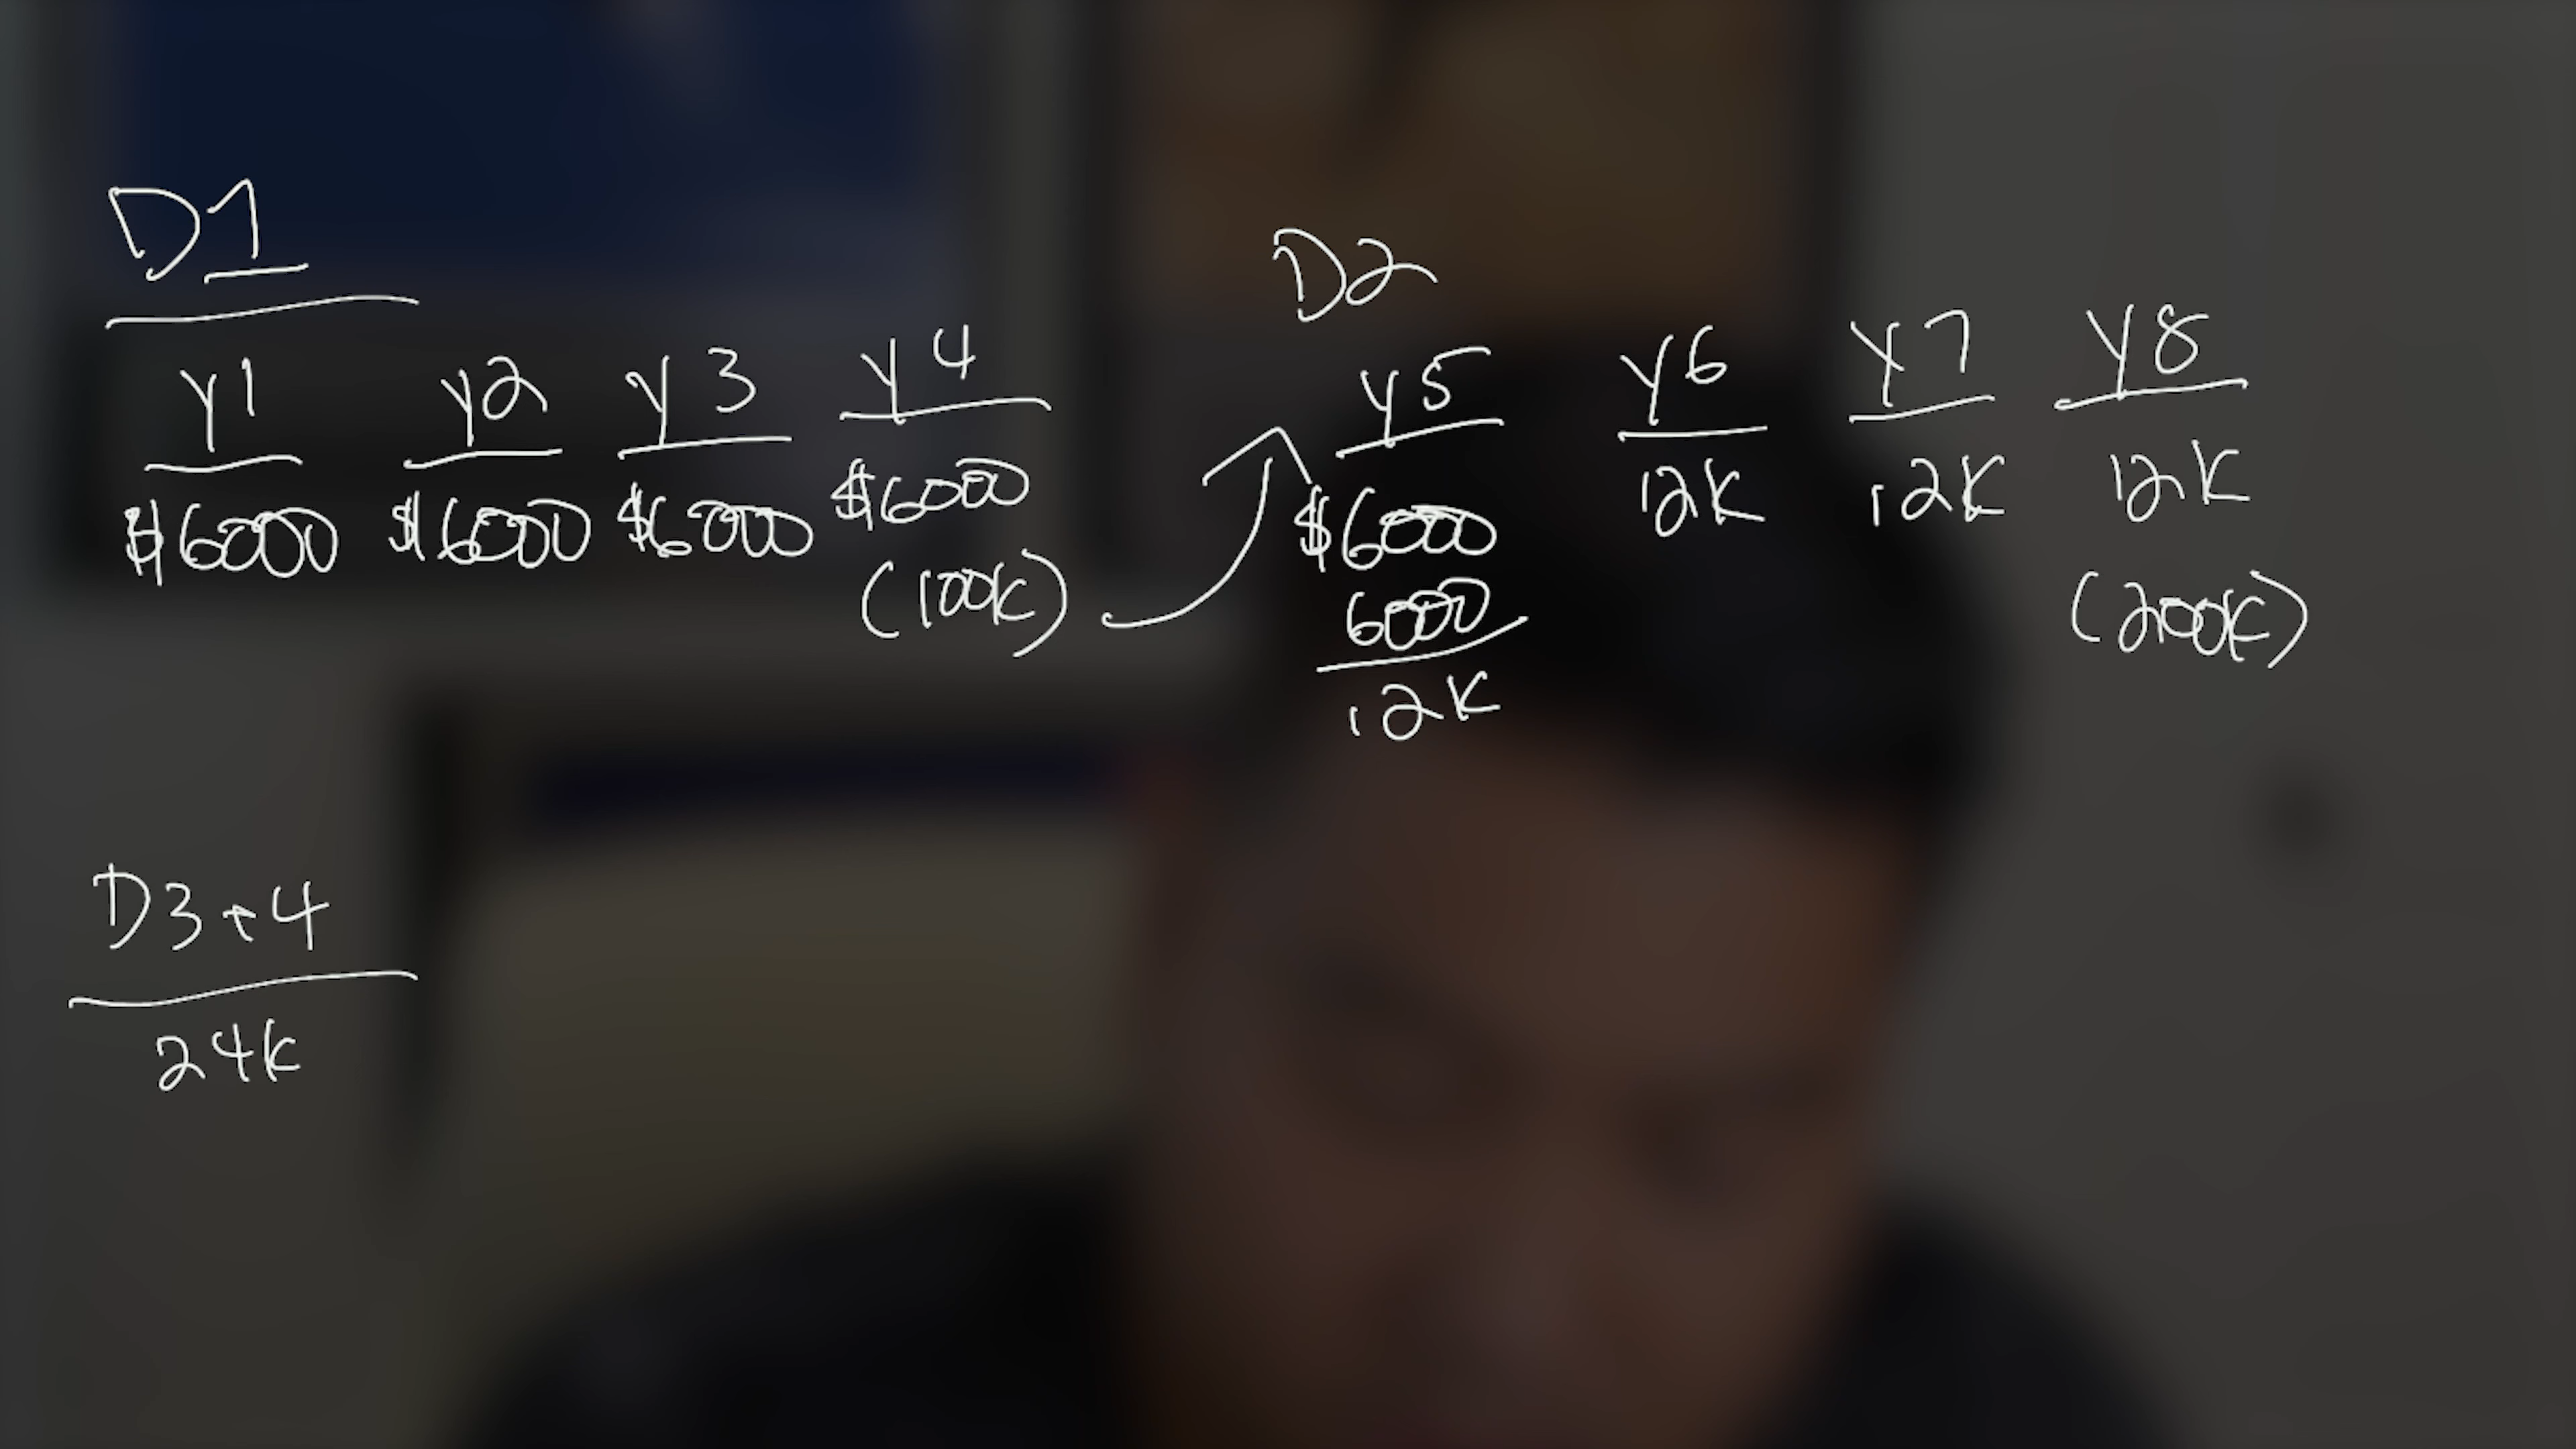 D1
Y1 Y2 Y3 Y4
$6000 $6000 $6000 $6000
(100K)
D2
Y5 Y6 Y7 Y8
$6000 12K 12K 12K
6000 (200K)
12K
D3+4
24K